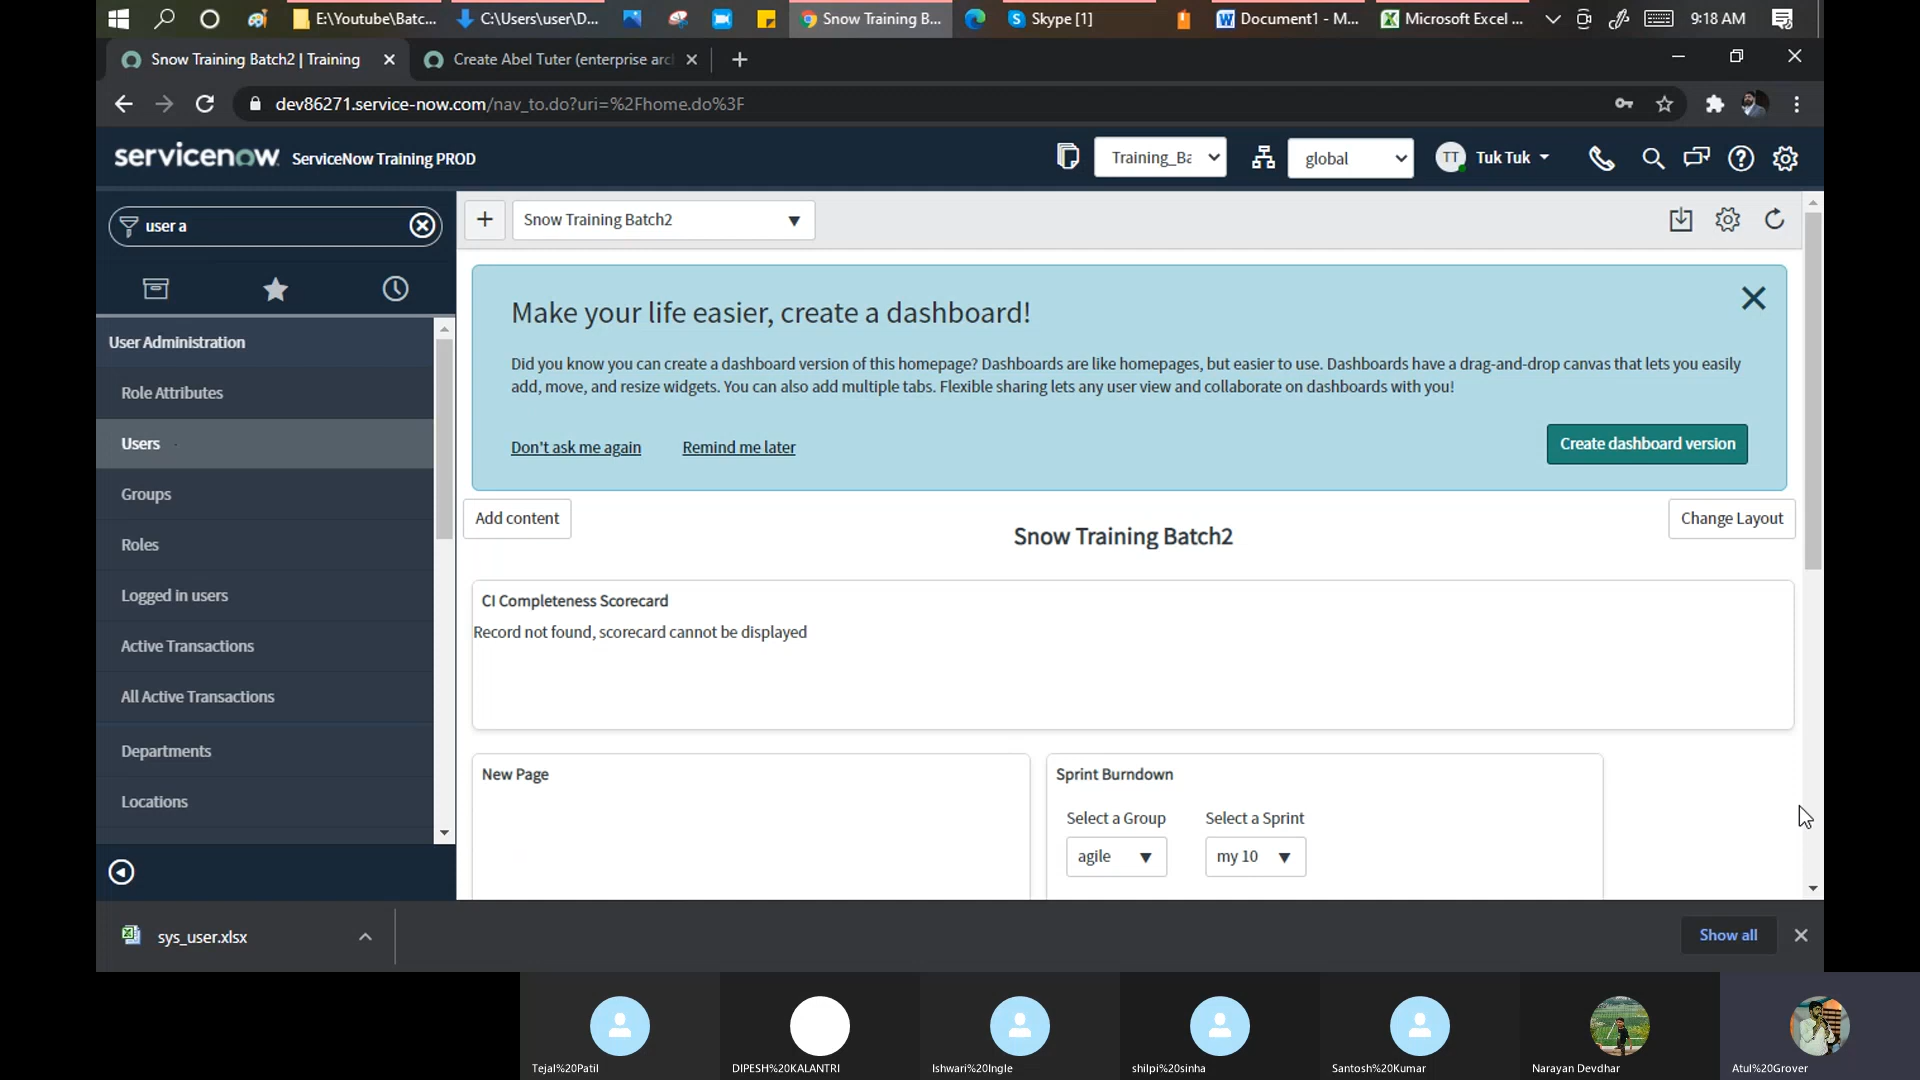 E:\Youtube\Batc...
C:\Users\user\D...
Snow Training B...
Skype [1]
Document1 - M...
Microsoft Excel ...
9:18 AM
Snow Training Batch2 | Training
Create Abel Tuter (enterprise arc
dev86271.service-now.com/nav_to.do?uri=%2Fhome.do%3F
servicenow
ServiceNow Training PROD
Training_Ba
global
TT
Tuk Tuk
user a
Snow Training Batch2
User Administration
Role Attributes
Users
Groups
Roles
Logged in users
Active Transactions
All Active Transactions
Departments
Locations
Make your life easier, create a dashboard!
Did you know you can create a dashboard version of this homepage? Dashboards are like homepages, but easier to use. Dashboards have a drag-and-drop canvas that lets you easily
add, move, and resize widgets. You can also add multiple tabs. Flexible sharing lets any user view and collaborate on dashboards with you!
Don't ask me again
Remind me later
Create dashboard version
Add content
Change Layout
Snow Training Batch2
CI Completeness Scorecard
Record not found, scorecard cannot be displayed
New Page
Sprint Burndown
Select a Group
Select a Sprint
agile
my 10
sys_user.xlsx
Show all
Tejal%20Patil
DIPESH%20KALANTRI
Ishwari%20Ingle
shilpi%20sinha
Santosh%20Kumar
Narayan Devdhar
Atul%20Grover